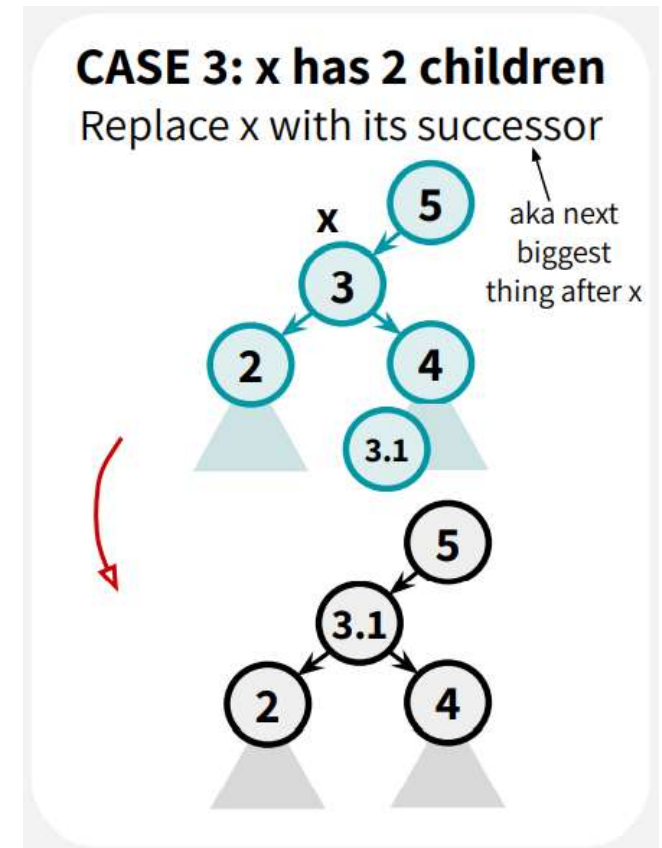 CASE 3: x has 2 children
Replace x with its successor
aka next
biggest
thing after x
x
5
3
2
4
3.1
5
3.1
2
4